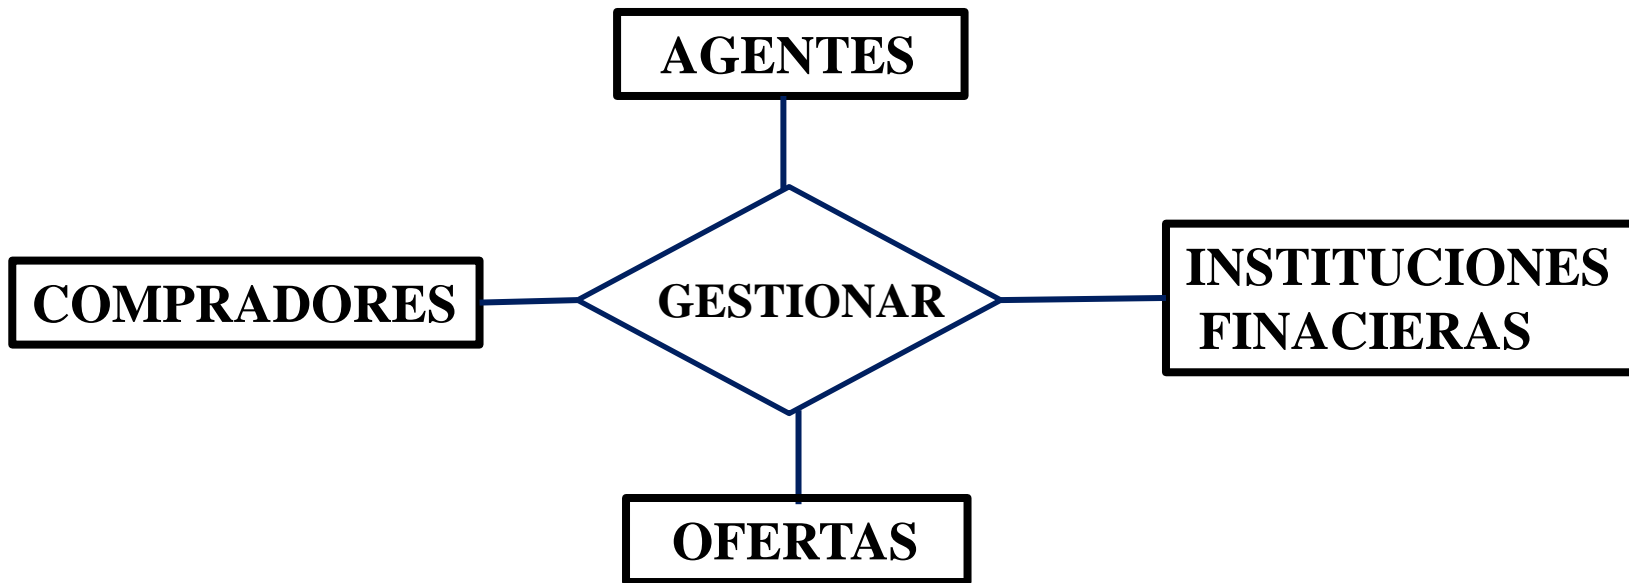 AGENTES
COMPRADORES
GESTIONAR
INSTITUCIONES
FINACIERAS
OFERTAS